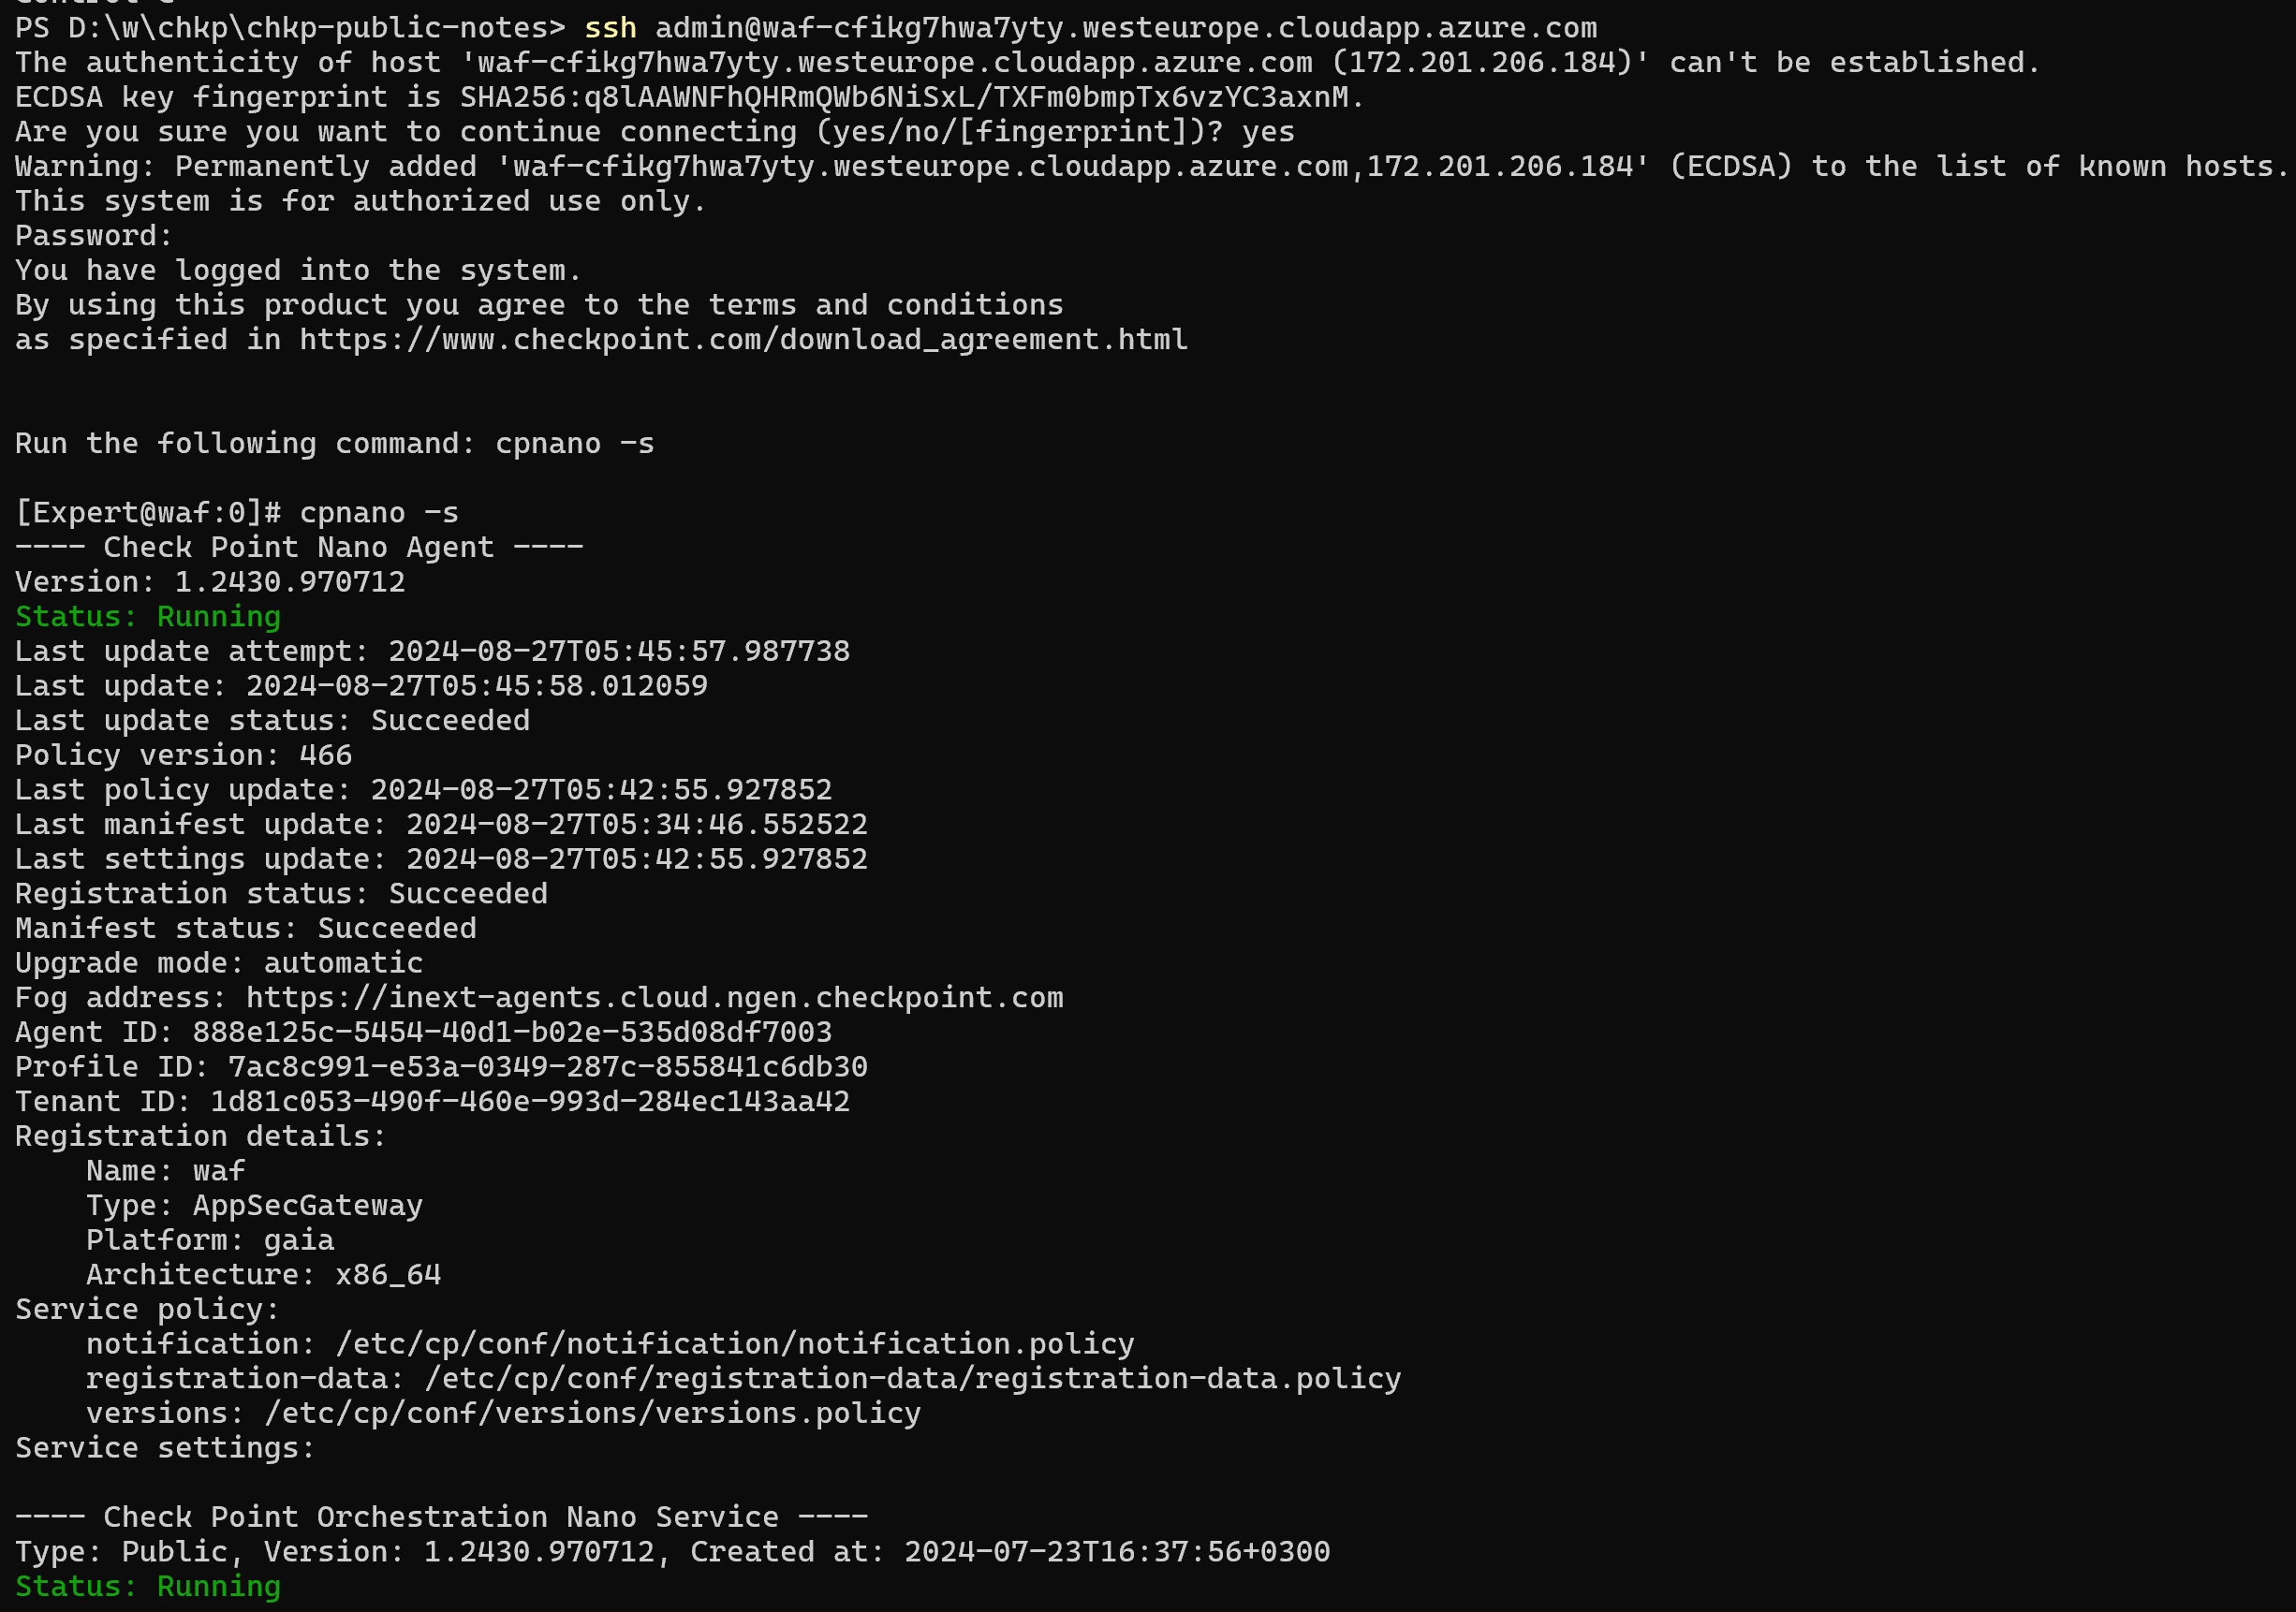 PS D:\w\chkp\chkp-public-notes> ssh admin@waf-cfikg7hwa7yty.westeurope.cloudapp.azure.com
The authenticity of host 'waf-cfikg7hwa7yty.westeurope.cloudapp.azure.com (172.201.206.184)' can't be established.
ECDSA key fingerprint is SHA256:q8lAAWNFhQHRmQWb6NiSxL/TXFm0bmpTx6vzYC3axnM.
Are you sure you want to continue connecting (yes/no/[fingerprint])? yes
Warning: Permanently added 'waf-cfikg7hwa7yty.westeurope.cloudapp.azure.com,172.201.206.184' (ECDSA) to the list of known hosts.
This system is for authorized use only.
Password:
You have logged into the system.
By using this product you agree to the terms and conditions
as specified in https://www.checkpoint.com/download_agreement.html
Run the following command: cpnano -s
[Expert@waf:0]# cpnano -s
---- Check Point Nano Agent ----
Version: 1.2430.970712
Status: Running
Last update attempt: 2024-08-27T05:45:57.987738
Last update: 2024-08-27T05:45:58.012059
Last update status: Succeeded
Policy version: 466
Last policy update: 2024-08-27T05:42:55.927852
Last manifest update: 2024-08-27T05:34:46.552522
Last settings update: 2024-08-27T05:42:55.927852
Registration status: Succeeded
Manifest status: Succeeded
Upgrade mode: automatic
Fog address: https://inext-agents.cloud.ngen.checkpoint.com
Agent ID: 888e125c-5454-40d1-b02e-535d08df7003
Profile ID: 7ac8c991-e53a-0349-287c-855841c6db30
Tenant ID: 1d81c053-490f-460e-993d-284ec143aa42
Registration details:
    Name: waf
    Type: AppSecGateway
    Platform: gaia
    Architecture: x86_64
Service policy:
    notification: /etc/cp/conf/notification/notification.policy
    registration-data: /etc/cp/conf/registration-data/registration-data.policy
    versions: /etc/cp/conf/versions/versions.policy
Service settings:
---- Check Point Orchestration Nano Service ----
Type: Public, Version: 1.2430.970712, Created at: 2024-07-23T16:37:56+0300
Status: Running